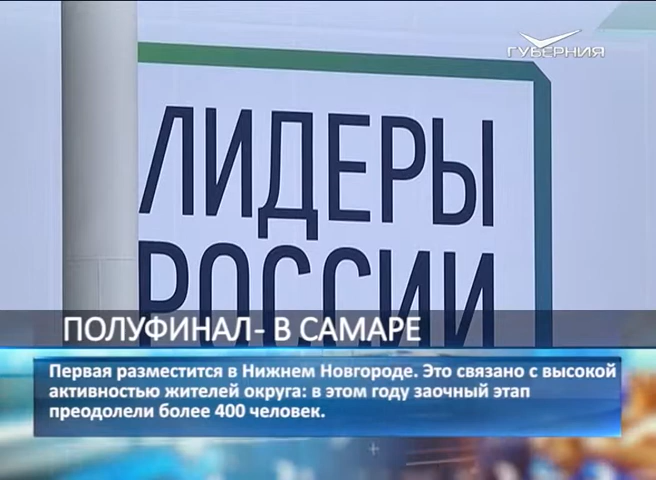 ГУБЕРНИЯ
ЛИДЕРЫ
РОССИИ
ПОЛУФИНАЛ - В САМАРЕ
Первая разместится в Нижнем Новгороде. Это связано с высокой
активностью жителей округа: в этом году заочный этап
преодолели более 400 человек.